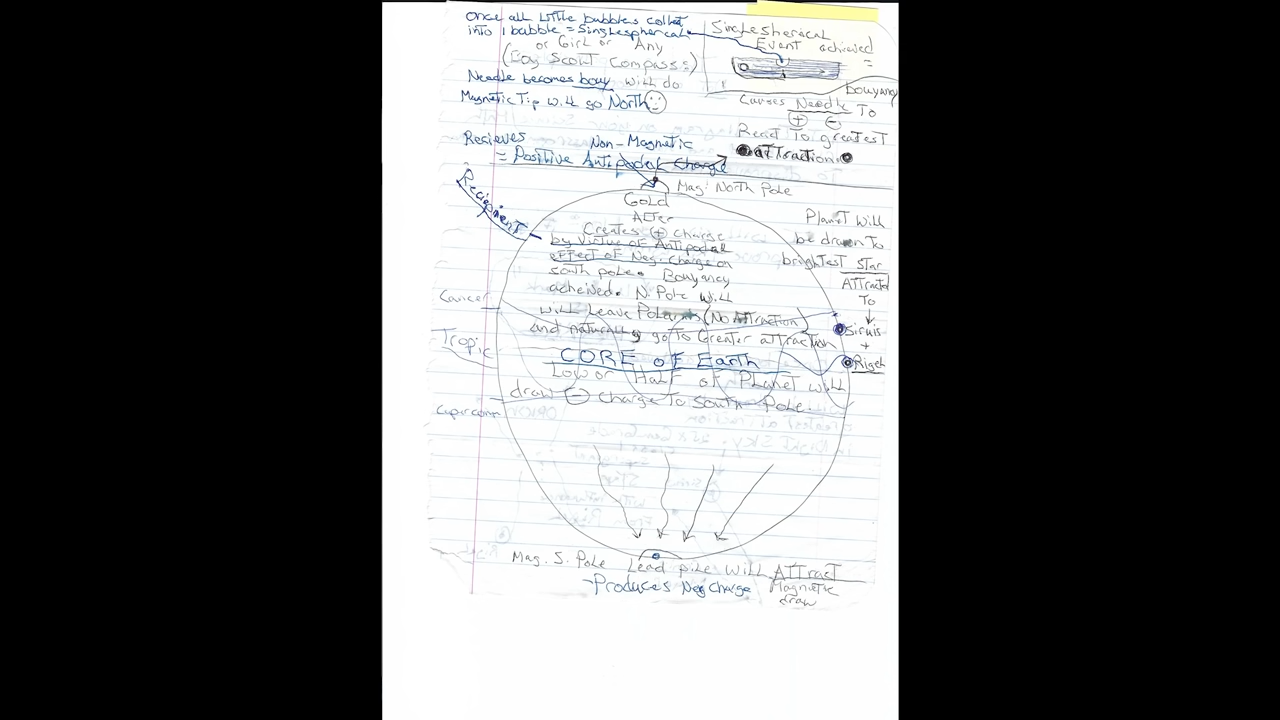 once all Little bubbles collect
into 1 bubble = Singlespherical
or Girl or Any
(Boy Scout Compass)
Needle becomes bouy will do
Magnetic Tip will go North
Singlespherical
Event achieved
=
bouyancy
Causes Needle To
+ -
React To greatest
attraction
Recieves Non-Magnetic
= Positive Antipodal Charge
Recipient
Mag. North Pole
Gold
Alter
Creates (+) charge
by virtue of Antipodal
effect of Neg. Charge on
south pole. Bouyancy
acheived. N. Pole will
will Leave Polaris (No Attraction)
and naturally go to Greater attraction
Planet will
be drawn to
brightest star
Attracted
To
Sirius
+
Rigel
Cancer
Tropic
Capricorn
CORE of Earth
Low or Half of Planet will
draw (-) charge To South Pole.
Mag. S. Pole Lead pile will ATTract
-Produces Neg Charge Magnetic
draw